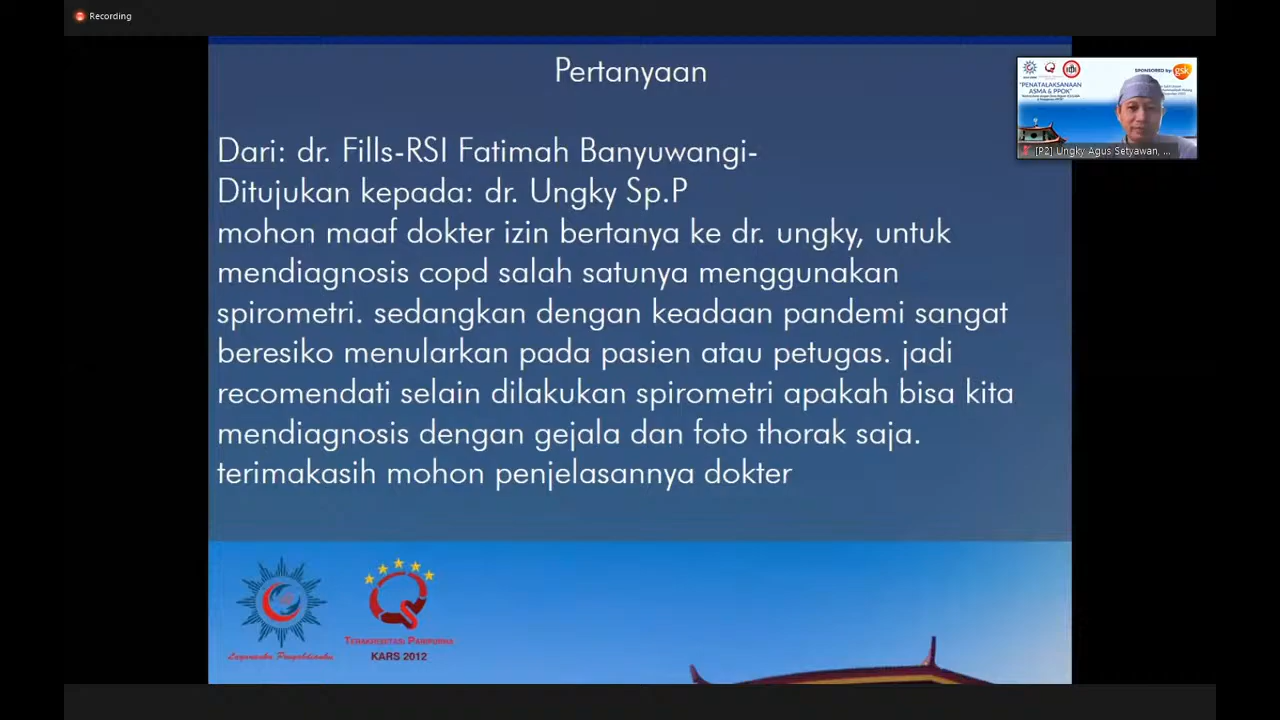 Recording
Pertanyaan
Dari: dr. Fills-RSI Fatimah Banyuwangi-
Ditujukan kepada: dr. Ungky Sp.P
mohon maaf dokter izin bertanya ke dr. ungky, untuk
mendiagnosis copd salah satunya menggunakan
spirometri. sedangkan dengan keadaan pandemi sangat
beresiko menularkan pada pasien atau petugas. jadi
recomendati selain dilakukan spirometri apakah bisa kita
mendiagnosis dengan gejala dan foto thorak saja.
terimakasih mohon penjelasannya dokter
SPONSORED by:
gsk
"PENATALAKSANAAN
ASMA & PPOK"
[P2] Ungky Agus Setyawan, ...
Layananku Pengabdianku
TERAKREDITASI PARIPURNA
KARS 2012